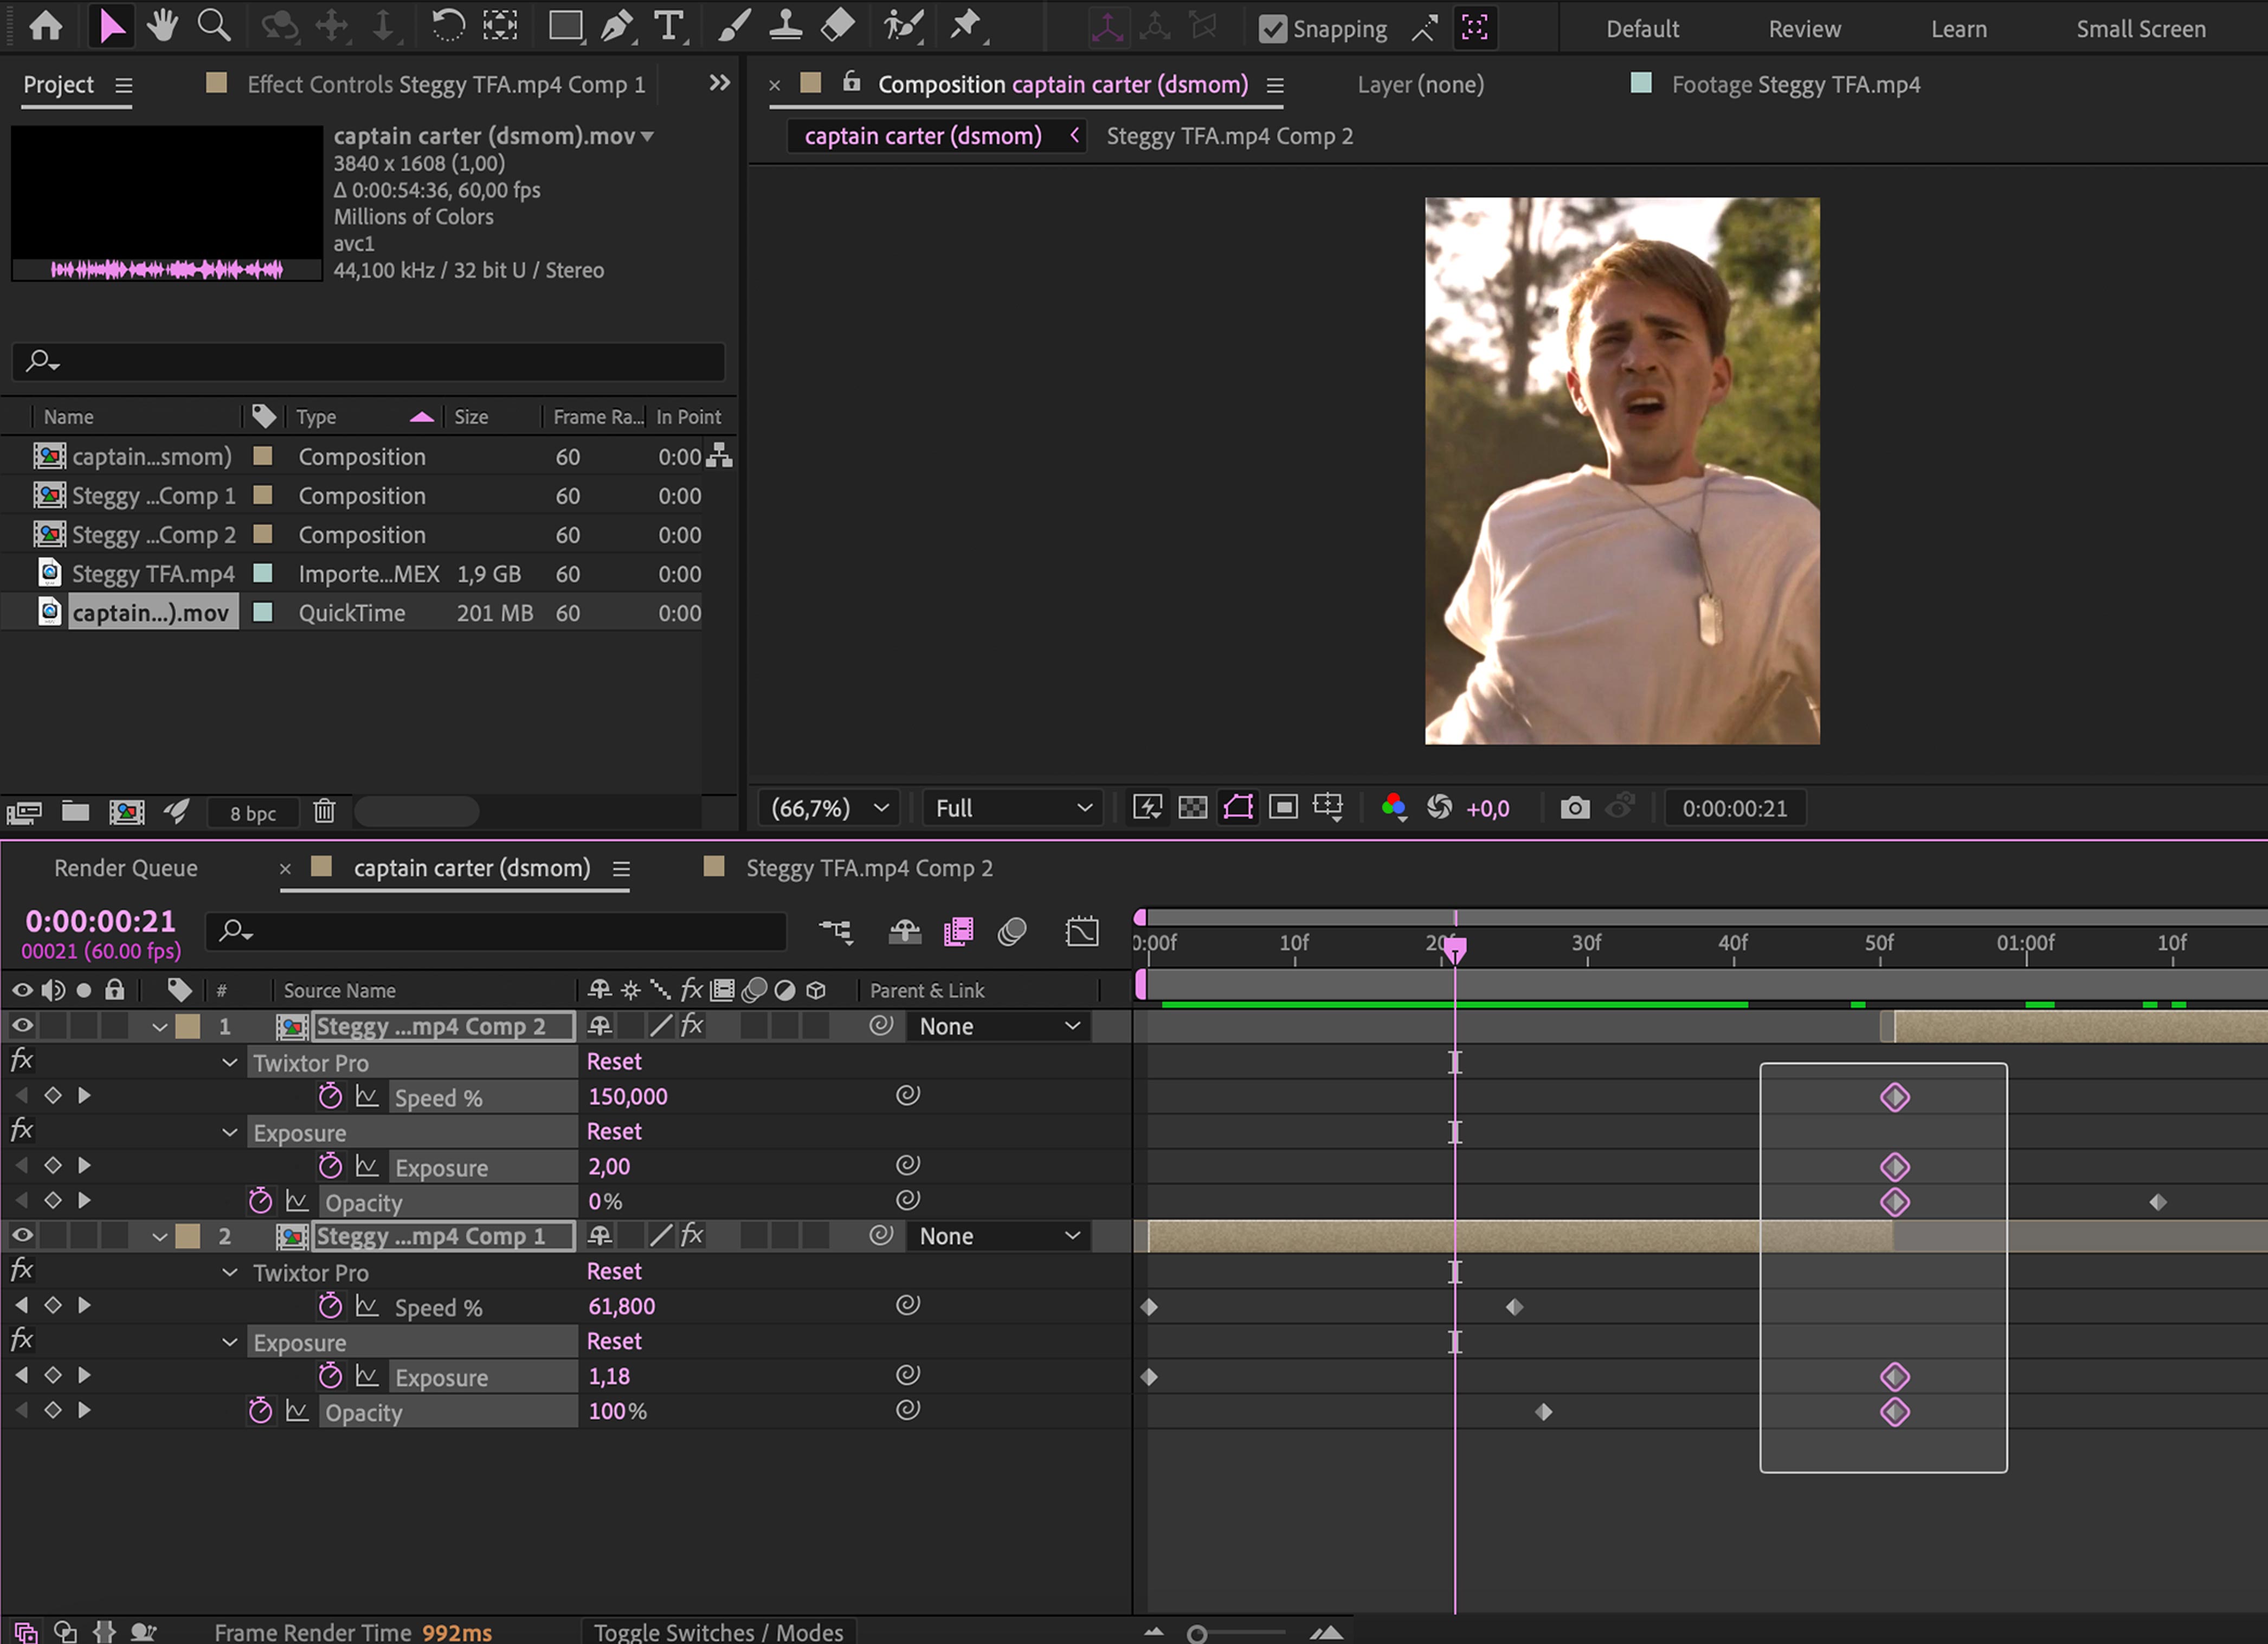 Snapping
Default Review Learn Small Screen
Project Effect Controls Steggy TFA.mp4 Comp 1
Composition captain carter (dsmom) Layer (none) Footage Steggy TFA.mp4
captain carter (dsmom).mov
3840 x 1608 (1,00)
Δ 0:00:54:36, 60,00 fps
Millions of Colors
avc1
44,100 kHz / 32 bit U / Stereo
captain carter (dsmom) Steggy TFA.mp4 Comp 2
Name Type Size Frame Ra... In Point
captain...smom) Composition 60 0:00
Steggy ...Comp 1 Composition 60 0:00
Steggy ...Comp 2 Composition 60 0:00
Steggy TFA.mp4 Importe...MEX 1,9 GB 60 0:00
captain...).mov QuickTime 201 MB 60 0:00
8 bpc
(66,7%) Full +0,0 0:00:00:21
Render Queue captain carter (dsmom) Steggy TFA.mp4 Comp 2
0:00:00:21
00021 (60.00 fps)
0:00f 10f 20f 30f 40f 50f 01:00f 10f
# Source Name fx Parent & Link
1 Steggy ...mp4 Comp 2 fx None
fx Twixtor Pro Reset
Speed % 150,000
fx Exposure Reset
Exposure 2,00
Opacity 0%
2 Steggy ...mp4 Comp 1 fx None
fx Twixtor Pro Reset
Speed % 61,800
fx Exposure Reset
Exposure 1,18
Opacity 100%
Frame Render Time 992ms Toggle Switches / Modes